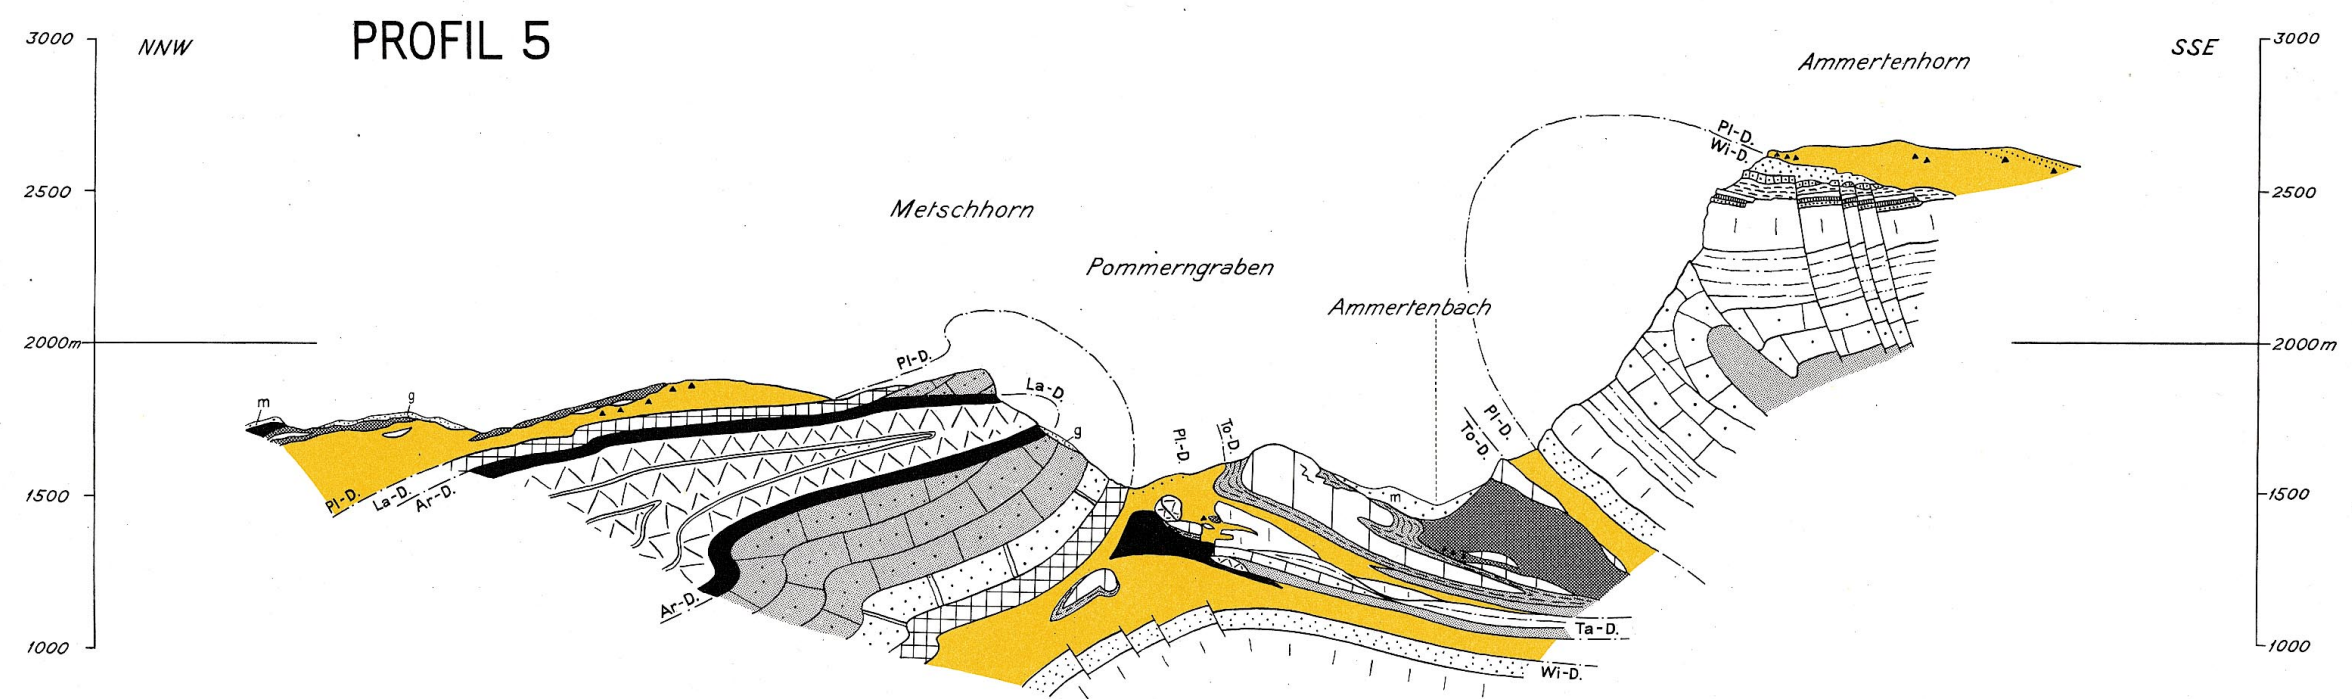 PROFIL 5
3000
NNW
SSE
3000
Ammertenhorn
Pl-D.
Wi-D.
2500
2500
Metschhorn
Pommerngraben
Ammertenbach
2000m
2000m
Pl-D.
La-D.
m
g
g
Pl-D.
To-D.
Pl-D.
To-D.
1500
Pl-D.
La-D.
Ar-D.
m
1500
Ar-D.
Ta-D.
1000
1000
Wi-D.